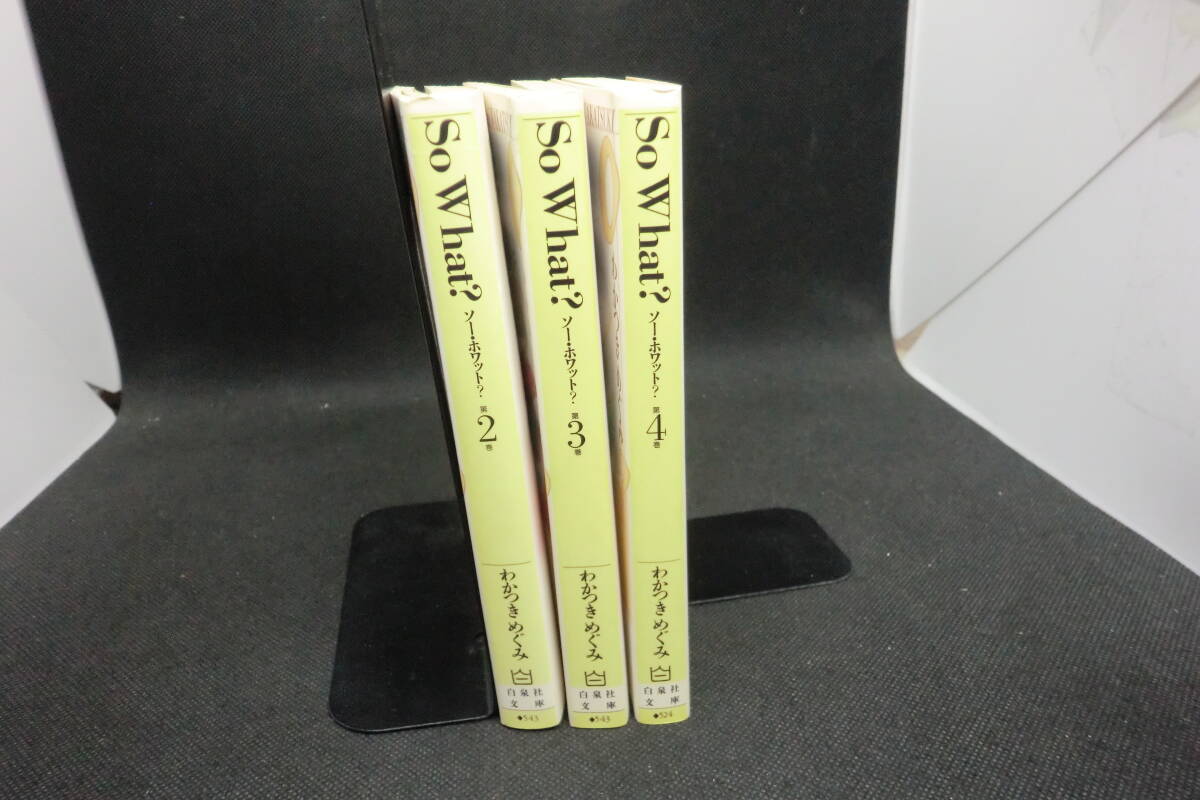 So What?
ソー・ホワット?
第2巻
わかつきめぐみ
白泉社
文庫
◆543
So What?
ソー・ホワット?
第3巻
わかつきめぐみ
白泉社
文庫
◆543
So What?
ソー・ホワット?
第4巻
わかつきめぐみ
白泉社
文庫
◆524